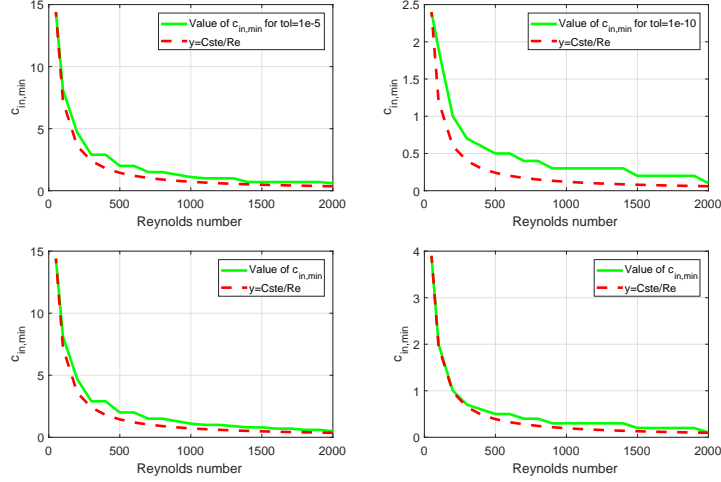 15
10
5
0
c_in,min
0
500
1000
1500
2000
Reynolds number
Value of c_in,min for tol=1e-5
y=Cste/Re
2.5
2
1.5
1
0.5
0
c_in,min
0
500
1000
1500
2000
Reynolds number
Value of c_in,min for tol=1e-10
y=Cste/Re
15
10
5
0
c_in,min
0
500
1000
1500
2000
Reynolds number
Value of c_in,min
y=Cste/Re
4
3
2
1
0
c_in,min
0
500
1000
1500
2000
Reynolds number
Value of c_in,min
y=Cste/Re